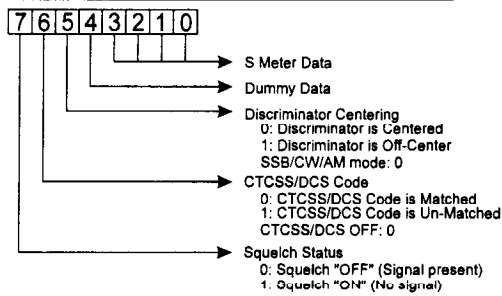 7 6 5 4 3 2 1 0
S Meter Data
Dummy Data
Discriminator Centering
0: Discriminator is Centered
1: Discriminator is Off-Center
SSB/CW/AM mode: 0
CTCSS/DCS Code
0: CTCSS/DCS Code is Matched
1: CTCSS/DCS Code is Un-Matched
CTCSS/DCS OFF: 0
Squelch Status
0: Squelch "OFF" (Signal present)
1: Squelch "ON" (No signal)